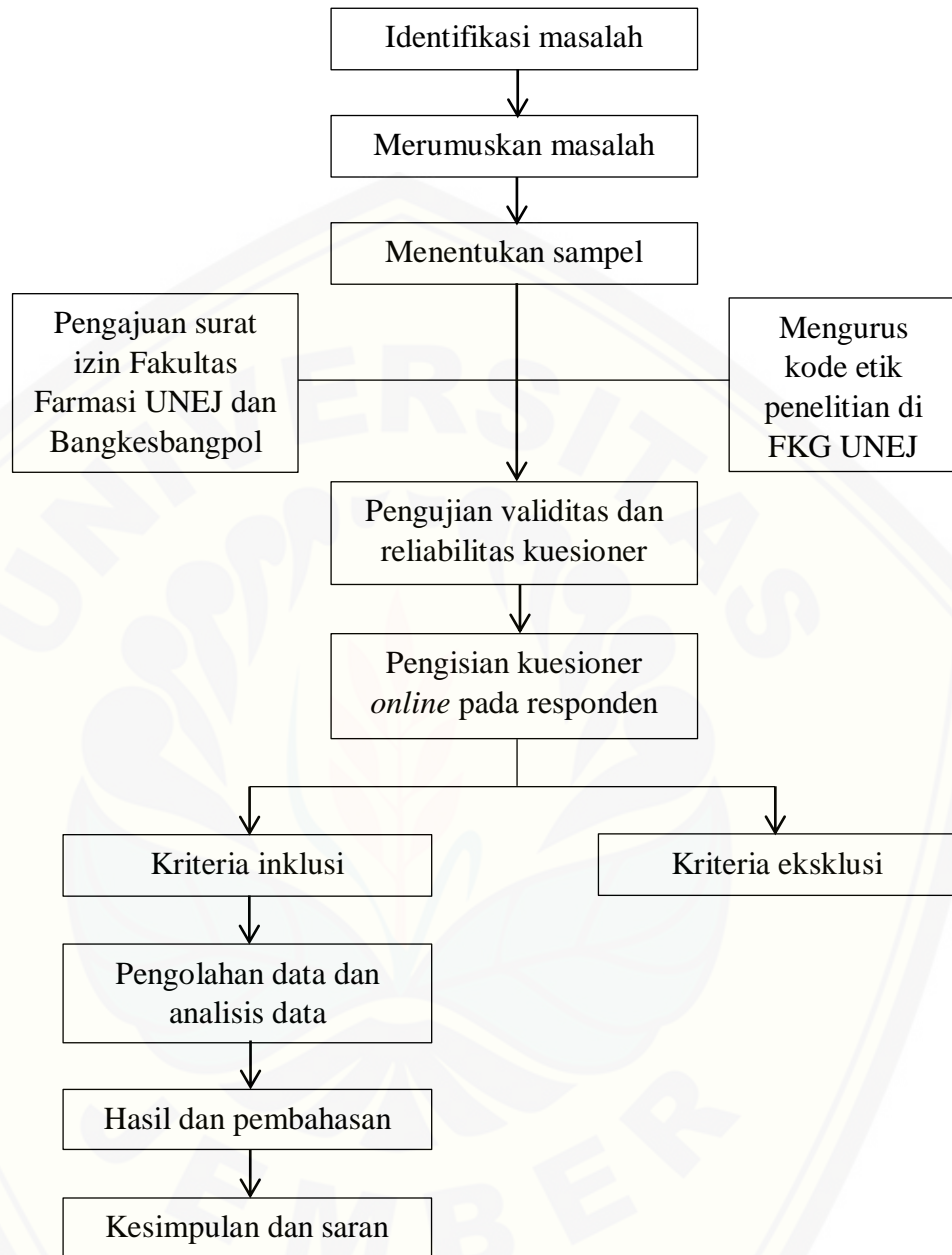 Identifikasi masalah
Merumuskan masalah
Menentukan sampel
Pengajuan surat
izin Fakultas
Farmasi UNEJ dan
Bangkesbangpol
Mengurus
kode etik
penelitian di
FKG UNEJ
Pengujian validitas dan
reliabilitas kuesioner
Pengisian kuesioner
online pada responden
Kriteria inklusi
Kriteria eksklusi
Pengolahan data dan
analisis data
Hasil dan pembahasan
Kesimpulan dan saran
UNIVERSITAS
JEMBER